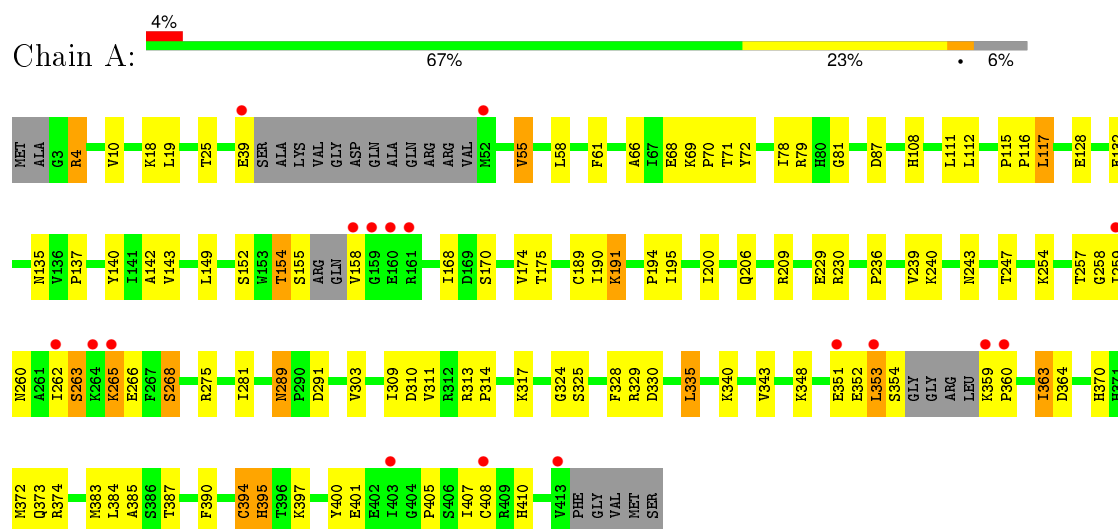 4%
Chain A:
67% 23% • 6%
MET ALA G3 R4 V10 K18 L19 T25 E39 SER ALA LYS VAL GLY ASP GLN ALA GLN ARG ARG VAL M52 V55 L58 F61 A66 I67 E68 K69 P70 T71 Y72 I78 R79 H80 G81 D87 H108 L111 L112 P115 P116 L117 E128
N135 V136 P137 Y140 I141 A142 V143 L149 S152 W153 T154 S155 ARG GLN V158 G159 E160 R161 I168 D169 S170 V174 T175 C189 I190 K191 P194 I195 I200 Q206 R209 E229 R230 P236 V239 K240 N243 T247 K254 T257 G258
N260 A261 I262 S263 K264 K265 E266 F267 S268 R275 I281 N289 P290 D291 V303 I309 D310 V311 R312 R313 P314 K317 G324 S325 F328 R329 D330 L335 K340 V343 K348 E351 E352 L353 S354 GLY GLY ARG LEU K359 P360 I363 D364 H370
M372 Q373 R374 M383 L384 A385 S386 T387 F390 C394 H395 T396 K397 Y400 E401 E402 I403 G404 P405 S406 I407 C408 R409 H410 V413 PHE GLY VAL MET SER